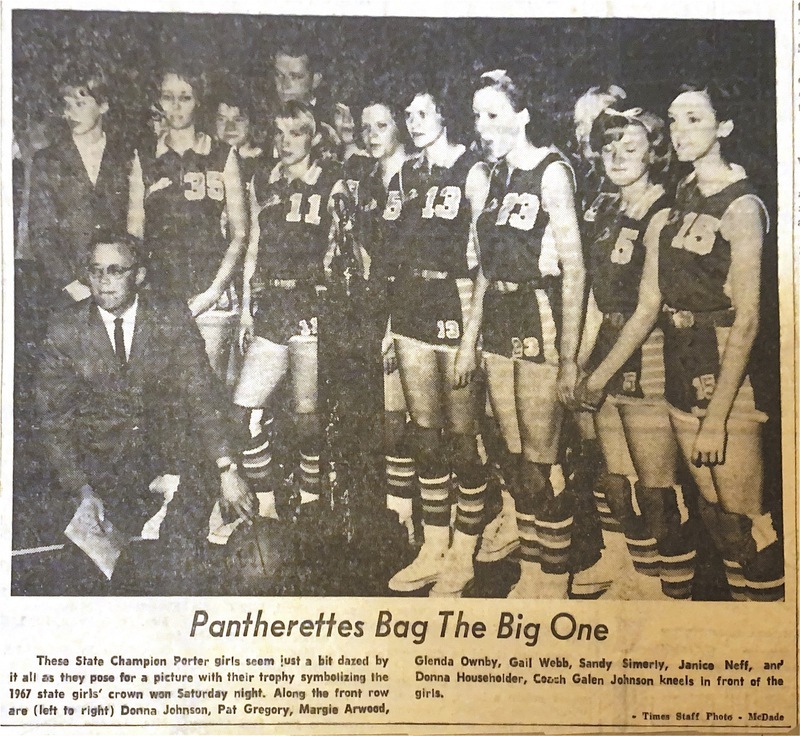 35
11
5
13
23
5
15
11
13
23
5
15
Pantherettes Bag The Big One
These State Champion Porter girls seem just a bit dazed by
it all as they pose for a picture with their trophy symbolizing the
1967 state girls' crown won Saturday night. Along the front row
are (left to right) Donna Johnson, Pat Gregory, Margie Arwood,
Glenda Ownby, Gail Webb, Sandy Simerly, Janice Neff, and
Donna Householder, Coach Galen Johnson kneels in front of the
girls.
- Times Staff Photo - McDade